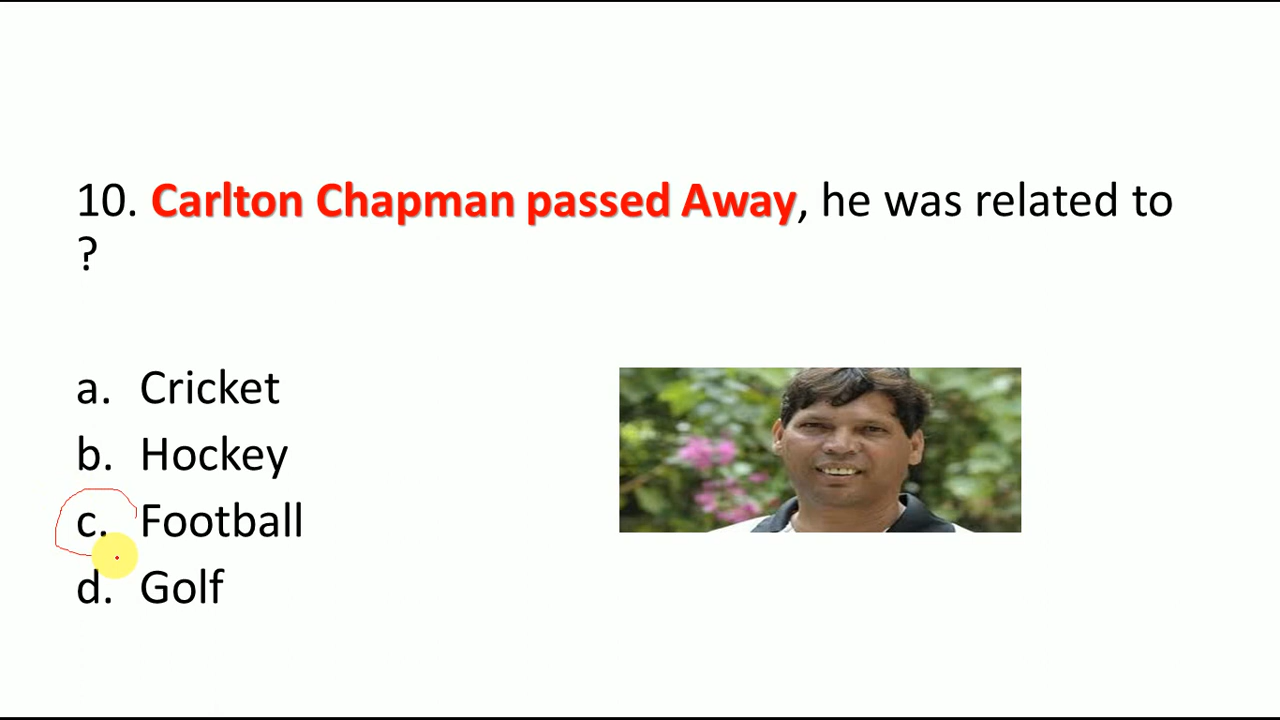 10. Carlton Chapman passed Away, he was related to
?
a. Cricket
b. Hockey
c. Football
d. Golf